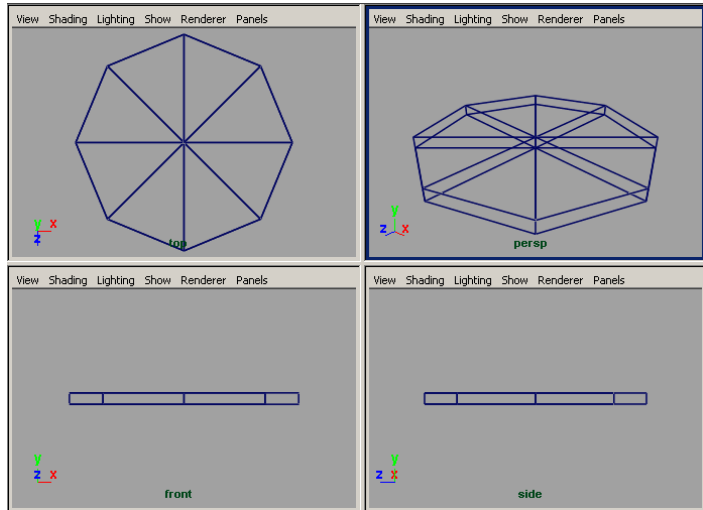 View Shading Lighting Show Renderer Panels
y x
z
top
View Shading Lighting Show Renderer Panels
y
z x
persp
View Shading Lighting Show Renderer Panels
y
z x
front
View Shading Lighting Show Renderer Panels
y
z x
side